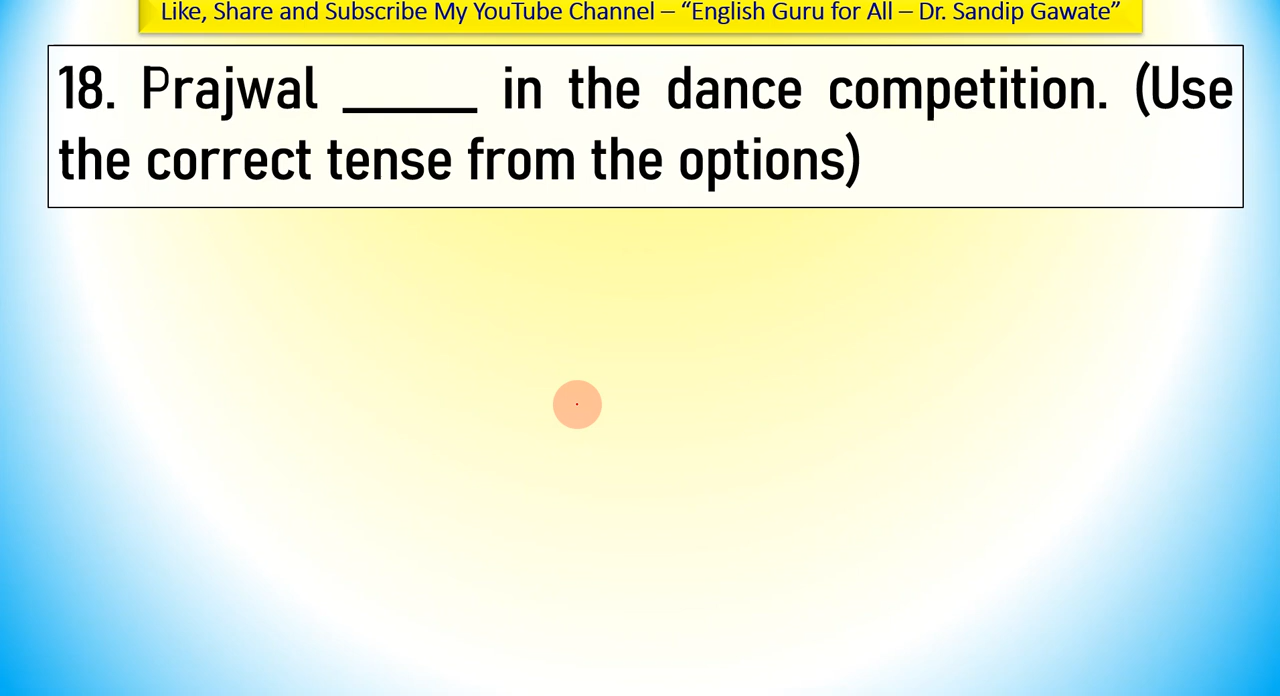 Like, Share and Subscribe My YouTube Channel – “English Guru for All – Dr. Sandip Gawate”
18. Prajwal _____ in the dance competition. (Use
the correct tense from the options)